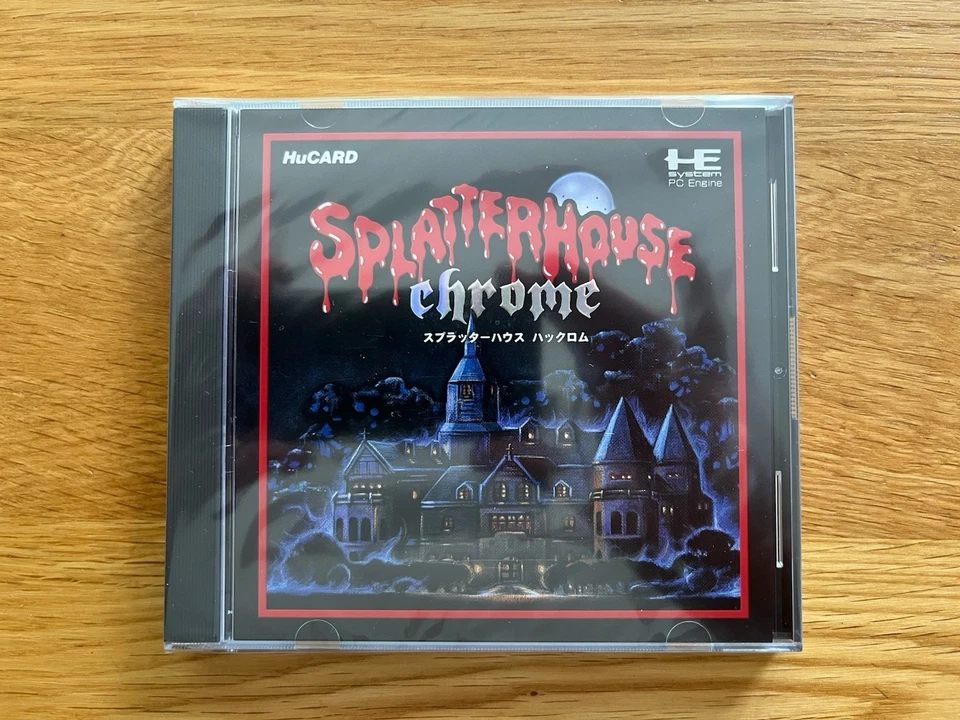 HuCARD
HE
system
PC Engine
SPLATTERHOUSE
chrome
スプラッターハウス ハックロム